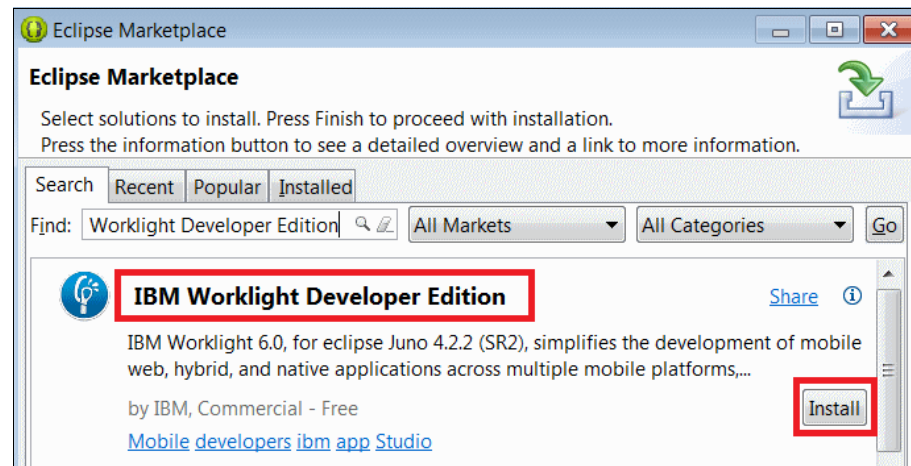 Eclipse Marketplace
Eclipse Marketplace
Select solutions to install. Press Finish to proceed with installation.
Press the information button to see a detailed overview and a link to more information.
Search Recent Popular Installed
Find: Worklight Developer Edition All Markets All Categories Go
IBM Worklight Developer Edition Share
IBM Worklight 6.0, for eclipse Juno 4.2.2 (SR2), simplifies the development of mobile
web, hybrid, and native applications across multiple mobile platforms,...
by IBM, Commercial - Free Install
Mobile developers ibm app Studio